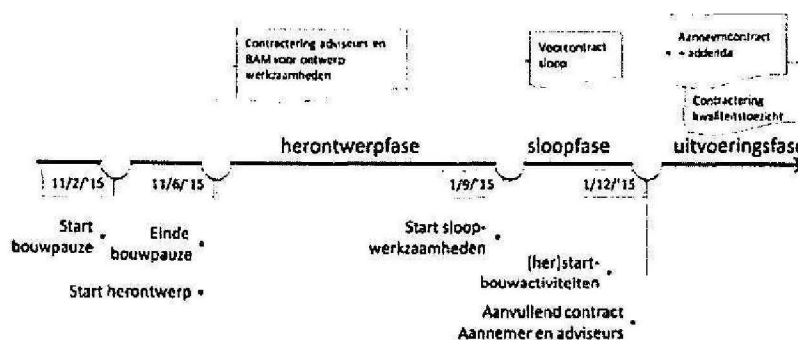 Contractering adviseurs en
BAM voor ontwerp
werkzaamheden
Voorcontract
sloop
Aannemcontract
+ addenda
Contractering
kwaliteitstoezicht
herontwerpfase
sloopfase
uitvoeringsfase
11/2/'15
11/6/'15
1/9/'15
1/12/'15
Start
bouwpauze
Einde
bouwpauze
Start herontwerp
Start sloop-
werkzaamheden
(her)start-
bouwactiviteiten
Aanvullend contract
Aannemer en adviseurs